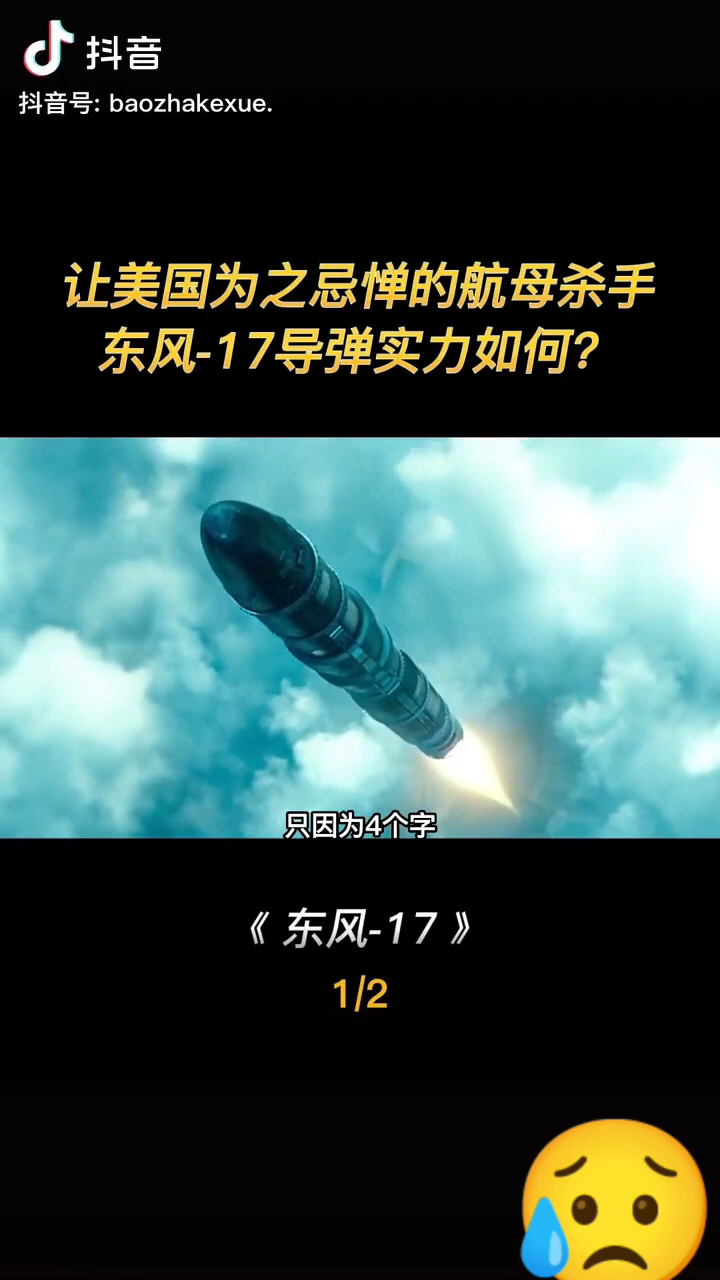 抖音
抖音号: baozhakexue.
让美国为之忌惮的航母杀手
东风-17导弹实力如何?
只因为4个字
《 东风-17 》
1/2